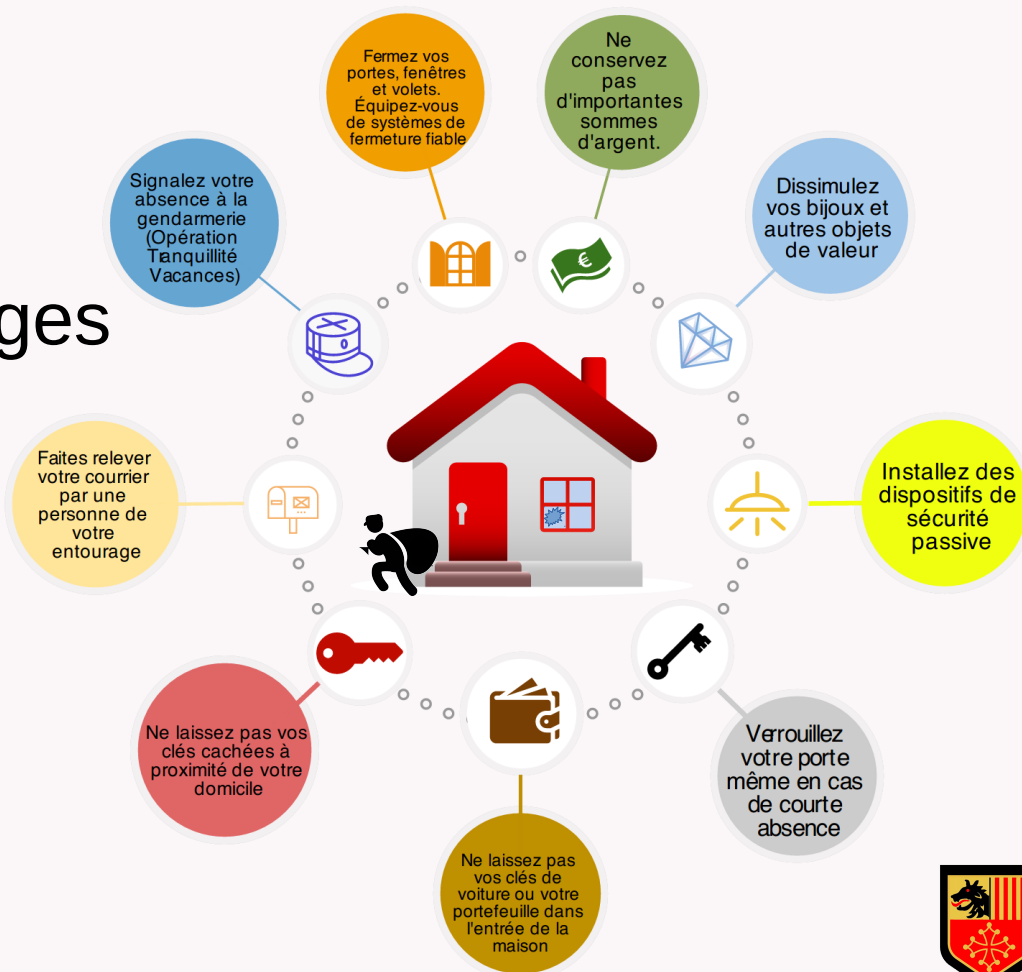 Fermez vos
portes, fenêtres
et volets.
Équipez-vous
de systèmes de
fermeture fiable
Ne
conservez
pas
d'importantes
sommes
d'argent.
Signalez votre
absence à la
gendarmerie
(Opération
Tranquillité
Vacances)
Dissimulez
vos bijoux et
autres objets
de valeur
ges
Faites relever
votre courrier
par une
personne de
votre
entourage
Installez des
dispositifs de
sécurité
passive
Ne laissez pas vos
clés cachées à
proximité de votre
domicile
Verrouillez
votre porte
même en cas
de courte
absence
Ne laissez pas
vos clés de
voiture ou votre
portefeuille dans
l'entrée de la
maison